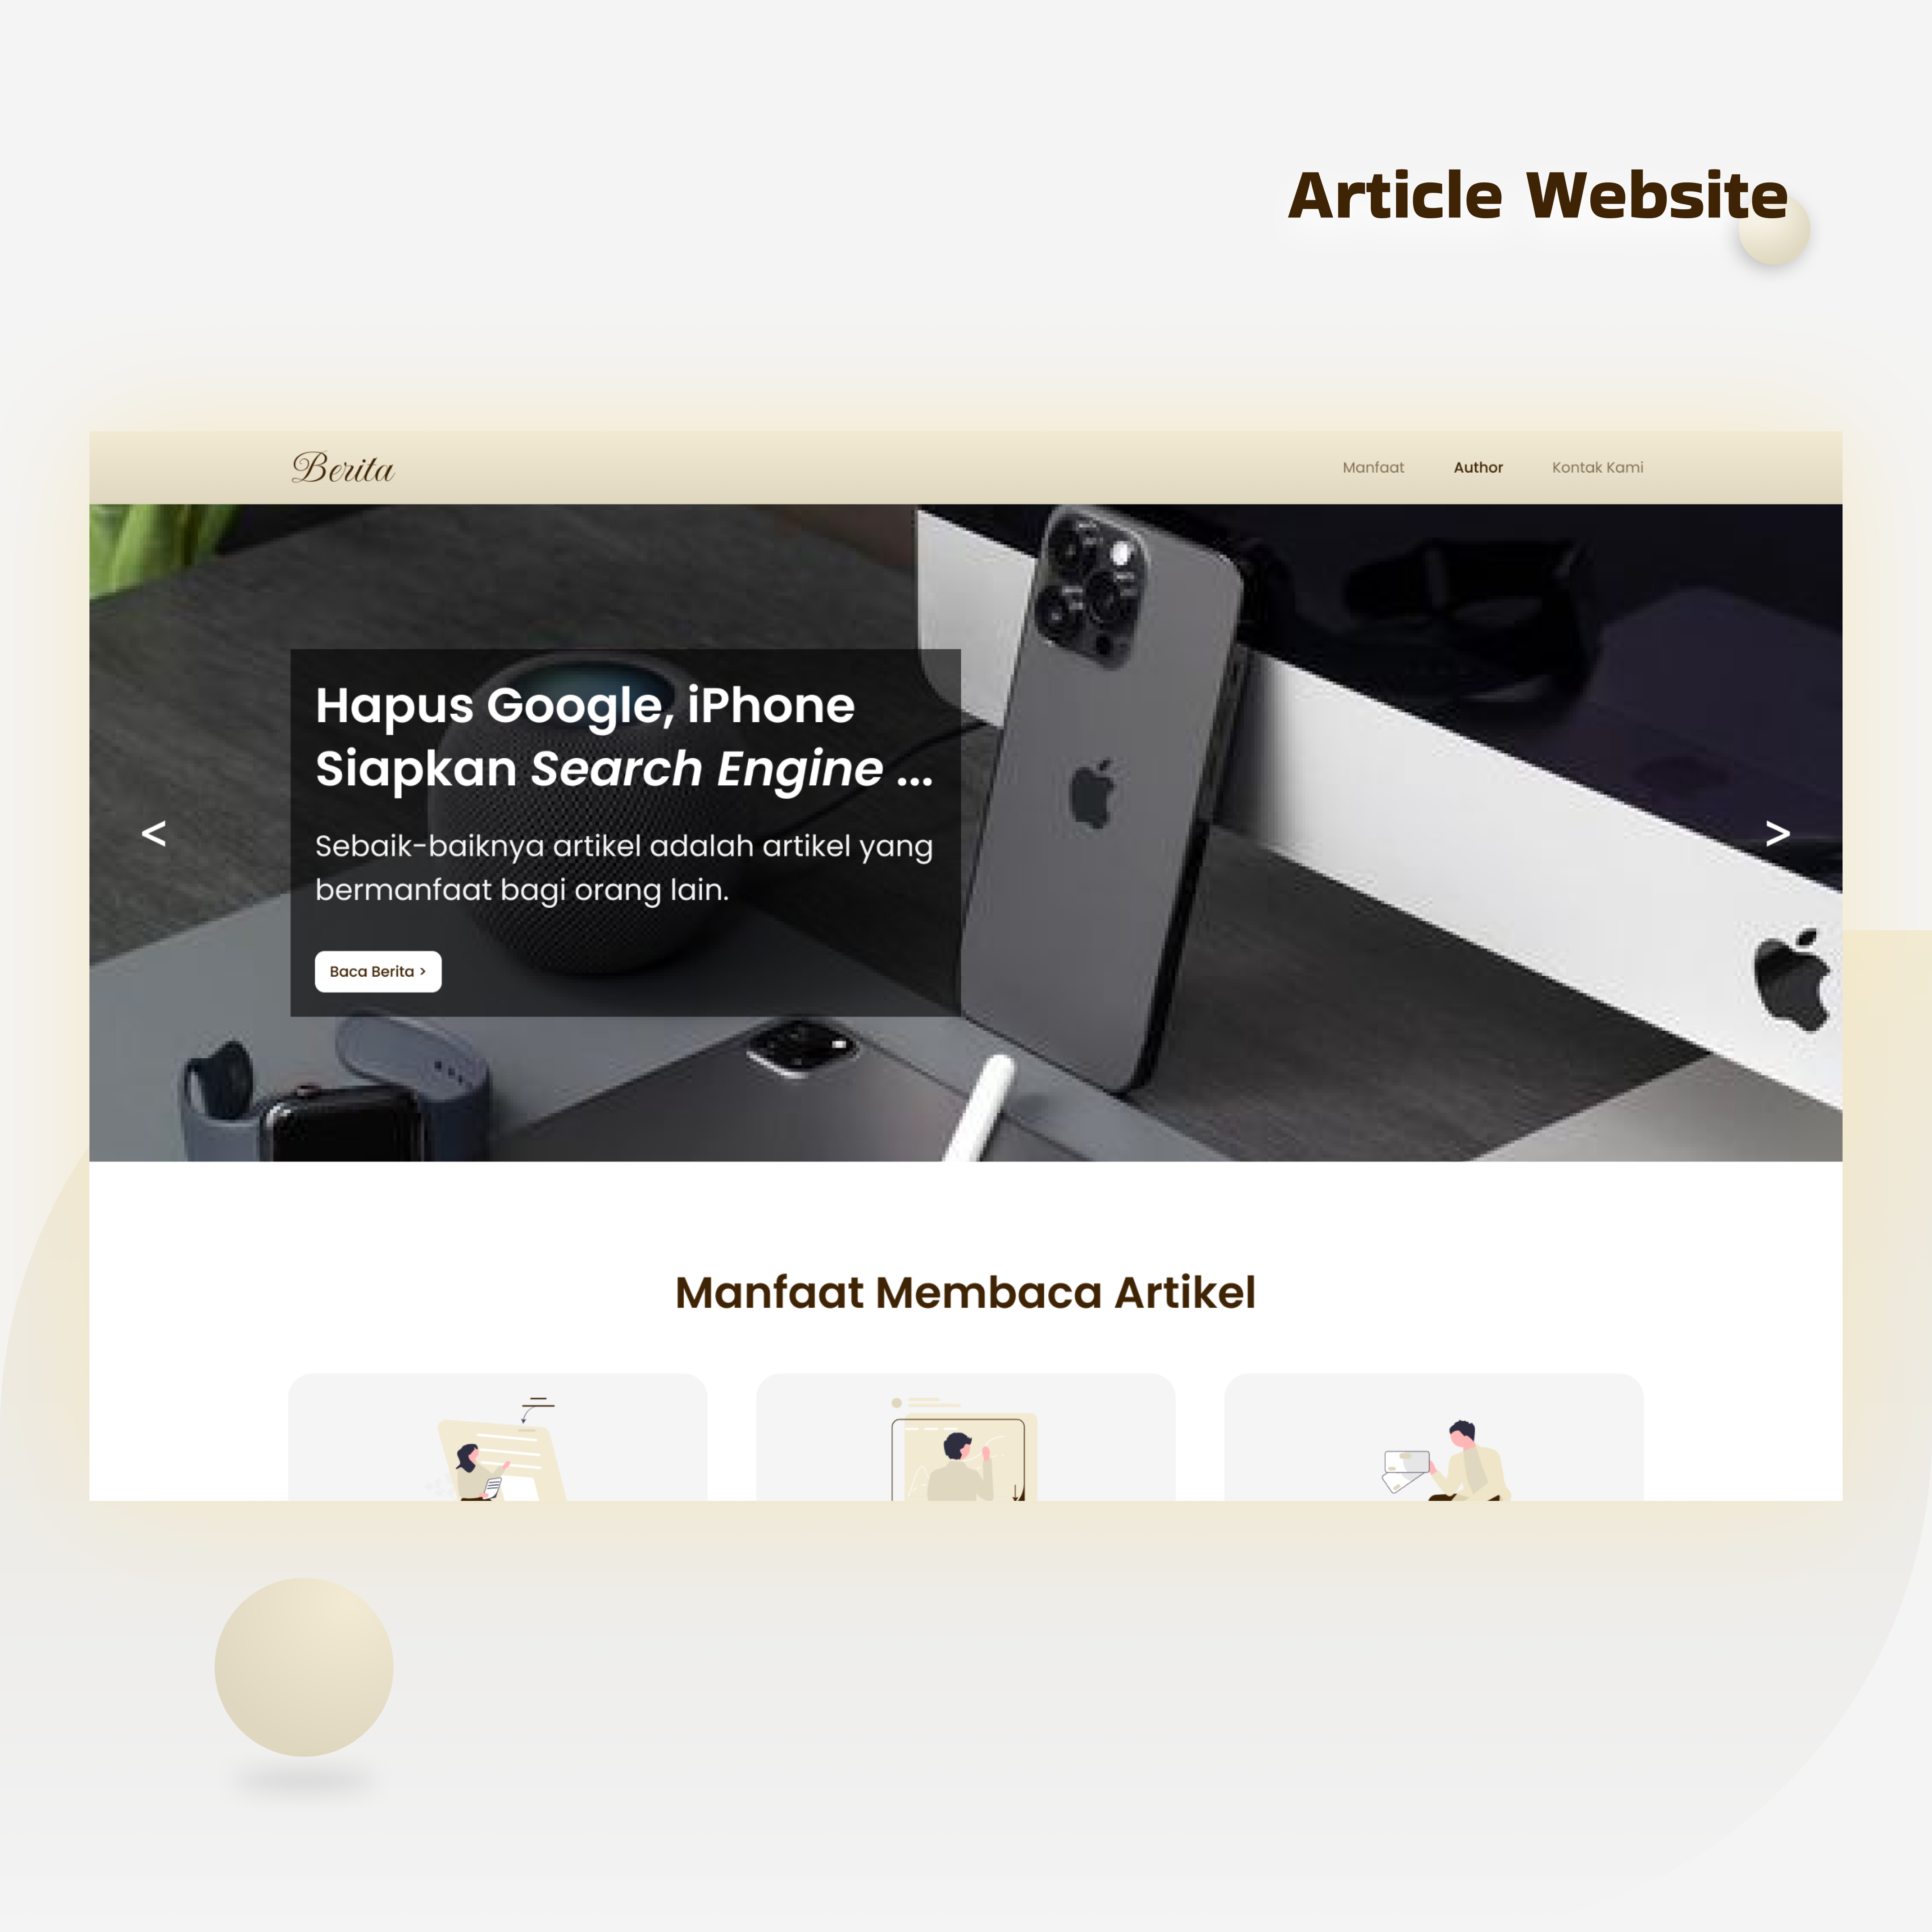 Article Website
Berita
Manfaat
Author
Kontak Kami
Hapus Google, iPhone
Siapkan Search Engine ...
Sebaik-baiknya artikel adalah artikel yang
bermanfaat bagi orang lain.
<
>
Baca Berita >
Manfaat Membaca Artikel